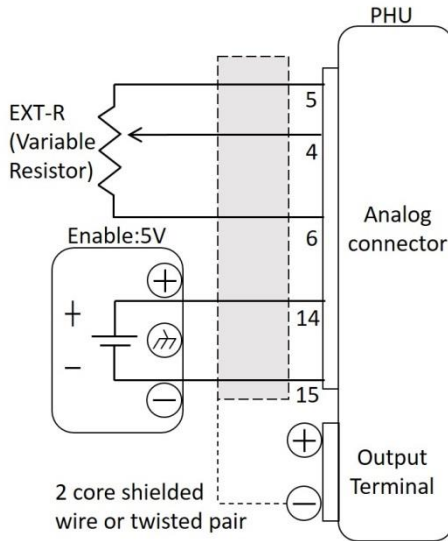 PHU
5
EXT-R
(Variable
Resistor)
4
6
Analog
connector
Enable:5V
+
+
14
−
−
15
+
Output
Terminal
−
2 core shielded
wire or twisted pair